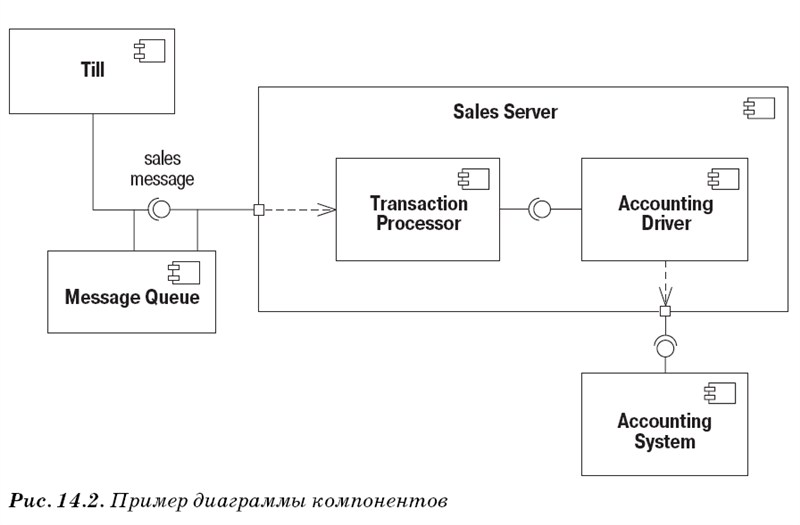 Till
Sales Server
sales
message
Transaction
Processor
Accounting
Driver
Message Queue
Accounting
System
Рис. 14.2. Пример диаграммы компонентов